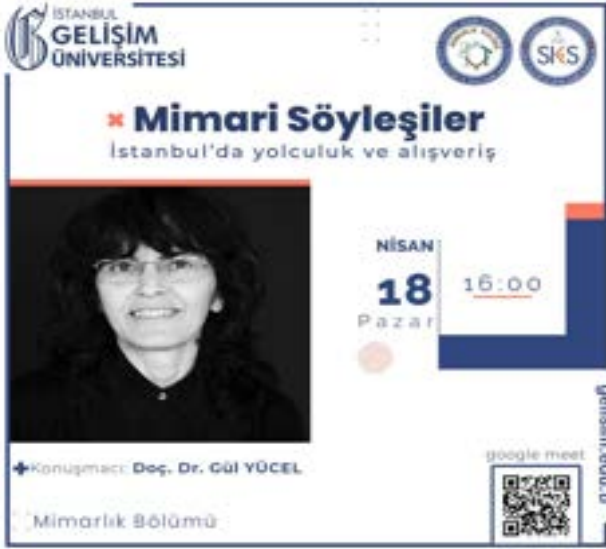 İSTANBUL
GELİŞİM
ÜNİVERSİTESİ
SKS
Mimari Söyleşiler
İstanbul'da yolculuk ve alışveriş
NİSAN
18
Pazar
16:00
Konuşmacı: Doç. Dr. Gül YÜCEL
Mimarlık Bölümü
google meet